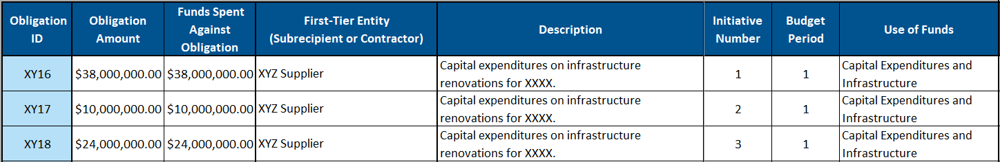 Obligation ID | Obligation Amount | Funds Spent Against Obligation | First-Tier Entity (Subrecipient or Contractor) | Description | Initiative Number | Budget Period | Use of Funds
XY16 | $38,000,000.00 | $38,000,000.00 | XYZ Supplier | Capital expenditures on infrastructure renovations for XXXX. | 1 | 1 | Capital Expenditures and Infrastructure
XY17 | $10,000,000.00 | $10,000,000.00 | XYZ Supplier | Capital expenditures on infrastructure renovations for XXXX. | 2 | 1 | Capital Expenditures and Infrastructure
XY18 | $24,000,000.00 | $24,000,000.00 | XYZ Supplier | Capital expenditures on infrastructure renovations for XXXX. | 3 | 1 | Capital Expenditures and Infrastructure